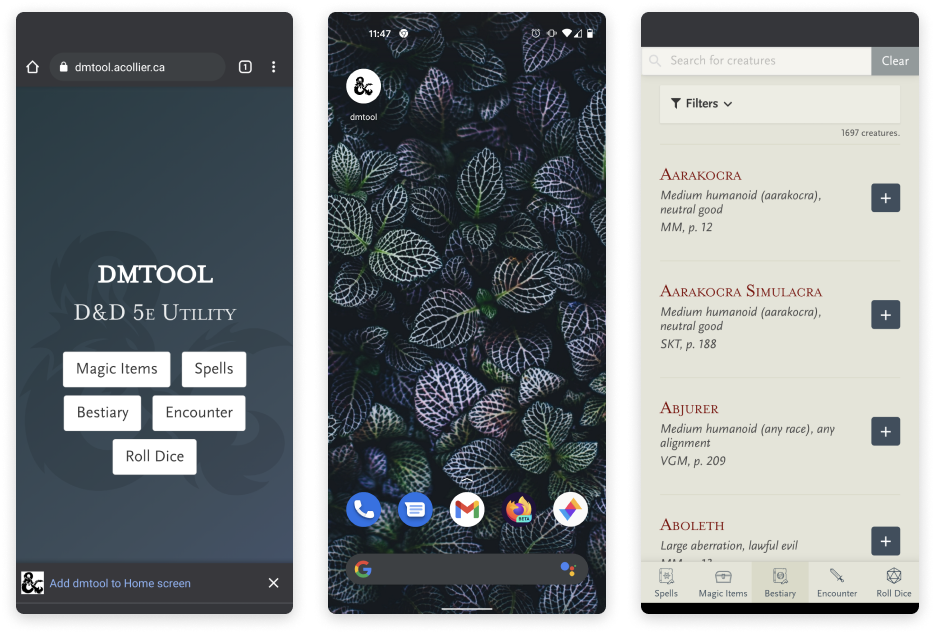 dmtool.acollier.ca
1
DMTOOL
D&D 5E UTILITY
Magic Items
Spells
Bestiary
Encounter
Roll Dice
Add dmtool to Home screen
11:47
dmtool
BETA
Search for creatures
Clear
Filters
1697 creatures.
AARAKOCRA
Medium humanoid (aarakocra),
neutral good
MM, p. 12
AARAKOCRA SIMULACRA
Medium humanoid (aarakocra),
neutral good
SKT, p. 188
ABJURER
Medium humanoid (any race), any
alignment
VGM, p. 209
ABOLETH
Large aberration, lawful evil
MM, p. 13
Spells
Magic Items
Bestiary
Encounter
Roll Dice